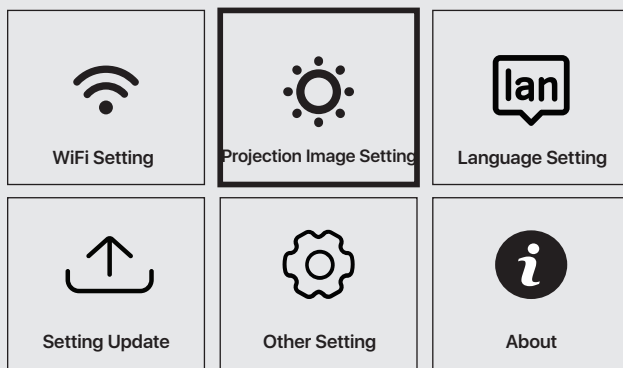 WiFi Setting
Projection Image Setting
lan
Language Setting
Setting Update
Other Setting
i
About